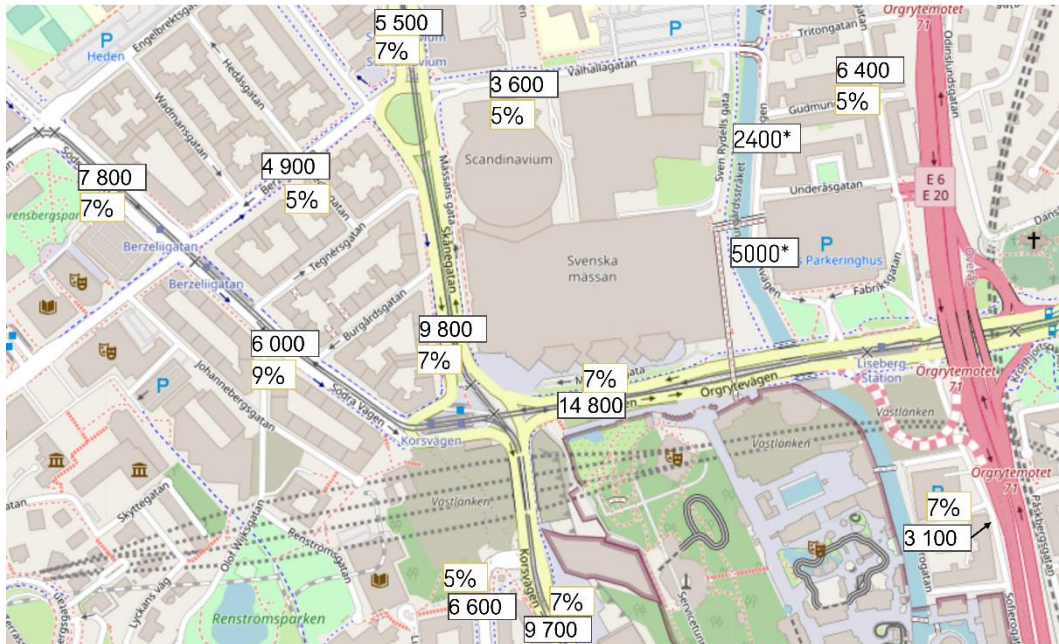 5 500
7%
Örgrytemotet
71
Engelbrektsgatan
P
Heden
P
Tritongatan
Odinslundsgatan
Valhallagatan
Hedåsgatan
3 600
5%
6 400
5%
Wadmansgatan
Sven Rydells gata
Scandinavium
2400*
4 900
5%
7 800
7%
Mässans gata
Skånegatan
Underåsgatan
E 6
E 20
Berzeliigatan
Berzeliigatan
Tegnérsgatan
Svenska
mässan
5000*
P
Parkeringhus
Fabriksgatan
Burgårdsgatan
9 800
7%
6 000
9%
P
Johannebergsgatan
Södra Vägen
7%
14 800
Örgrytevägen
Liseberg
Station
Örgrytemotet
71
Korsvägen
Västlänken
Västlänken
Västlänken
Skyttegatan
Olof Wijksgatan
Renströmsgatan
Lyckans väg
Korsvägen
Örgrytemotet
71
Påskbergsgatan
P
7%
3 100
5%
6 600
7%
9 700
Renströmsparken